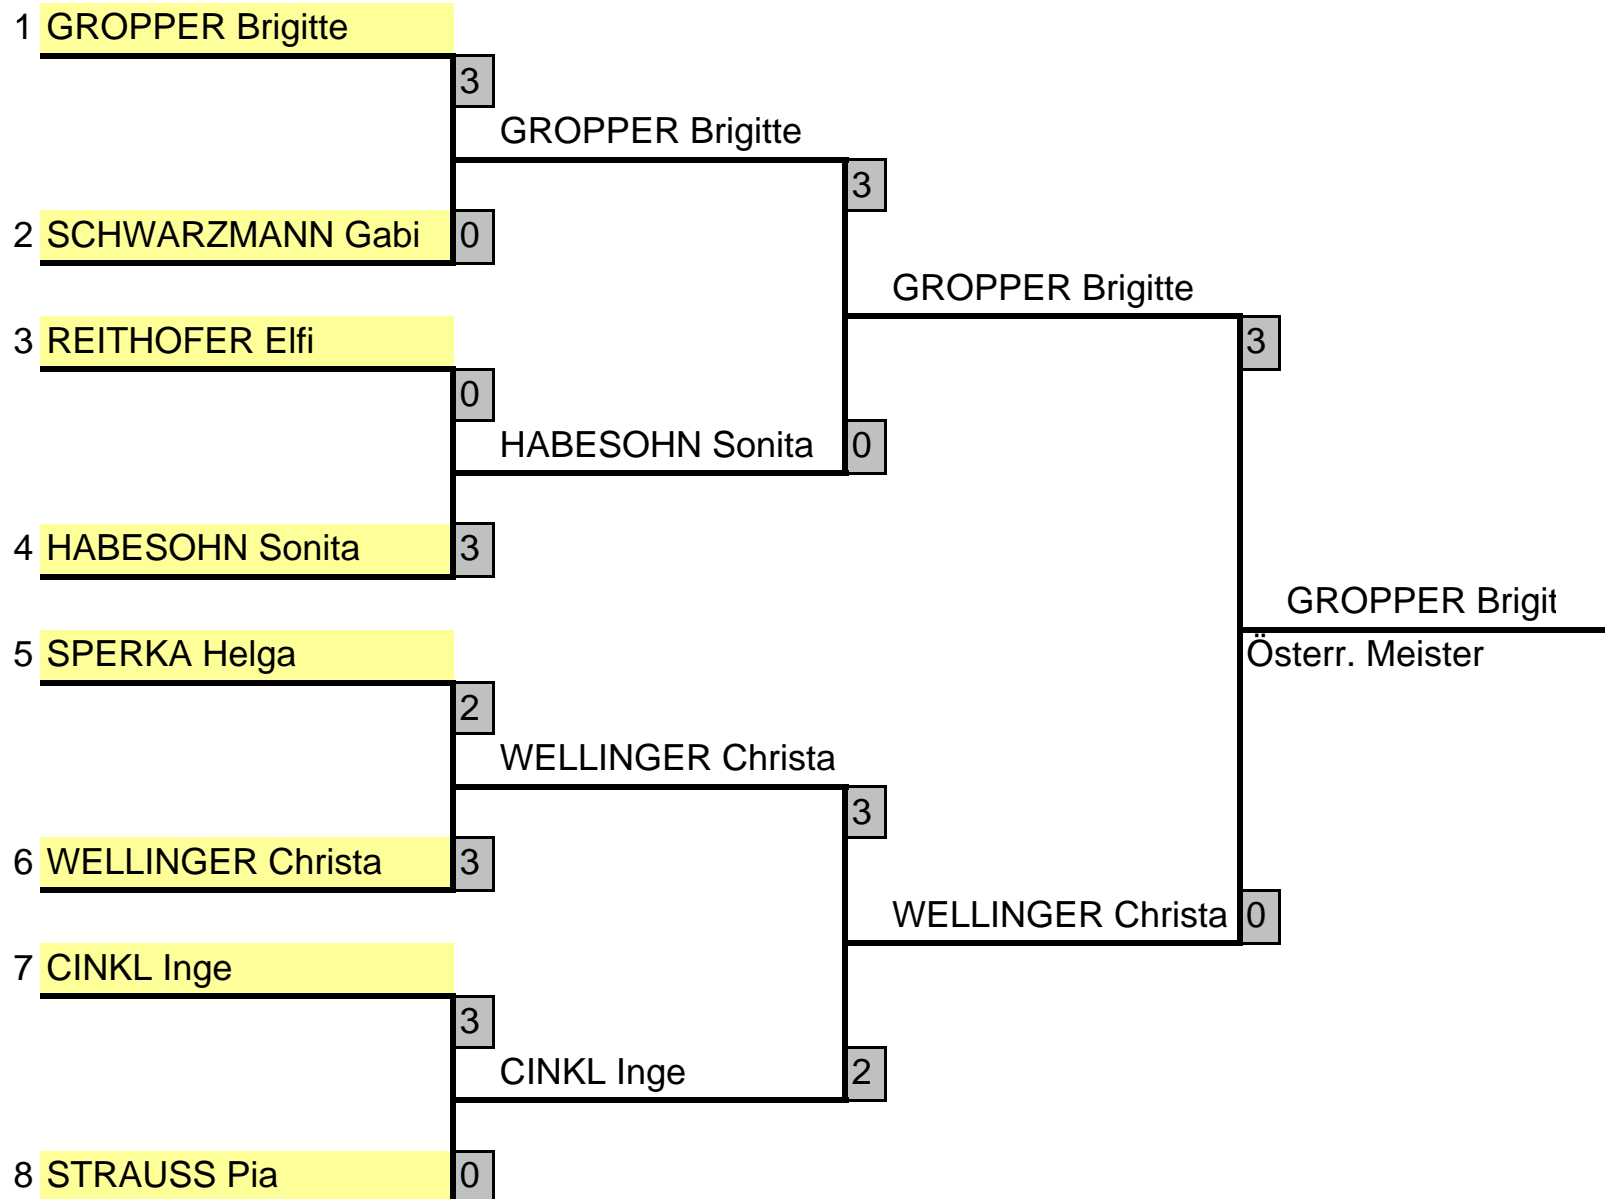 1 GROPPER Brigitte
3
GROPPER Brigitte
3
2 SCHWARZMANN Gabi 0
GROPPER Brigitte
3 REITHOFER Elfi
3
0
HABESOHN Sonita 0
4 HABESOHN Sonita 3
GROPPER Brigit
5 SPERKA Helga
Österr. Meister
2
WELLINGER Christa
3
6 WELLINGER Christa 3
WELLINGER Christa 0
7 CINKL Inge
3
CINKL Inge 2
8 STRAUSS Pia 0